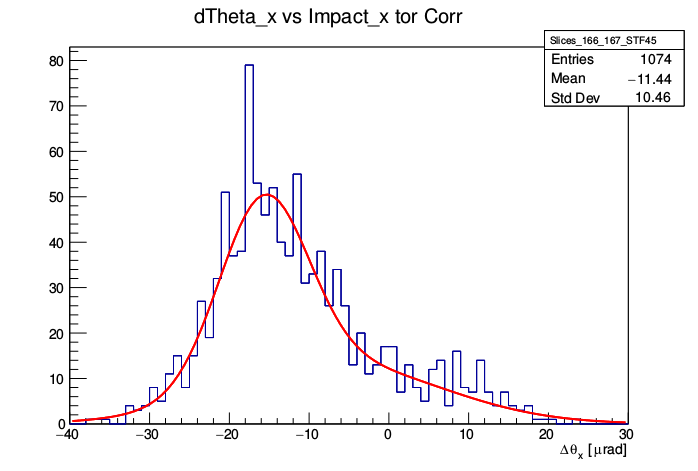 dTheta_x vs Impact_x tor Corr
Slices_166_167_STF45
Entries 1074
Mean −11.44
Std Dev 10.46
80
70
60
50
40
30
20
10
0
−40 −30 −20 −10 0 10 20 30
Δθx [μrad]